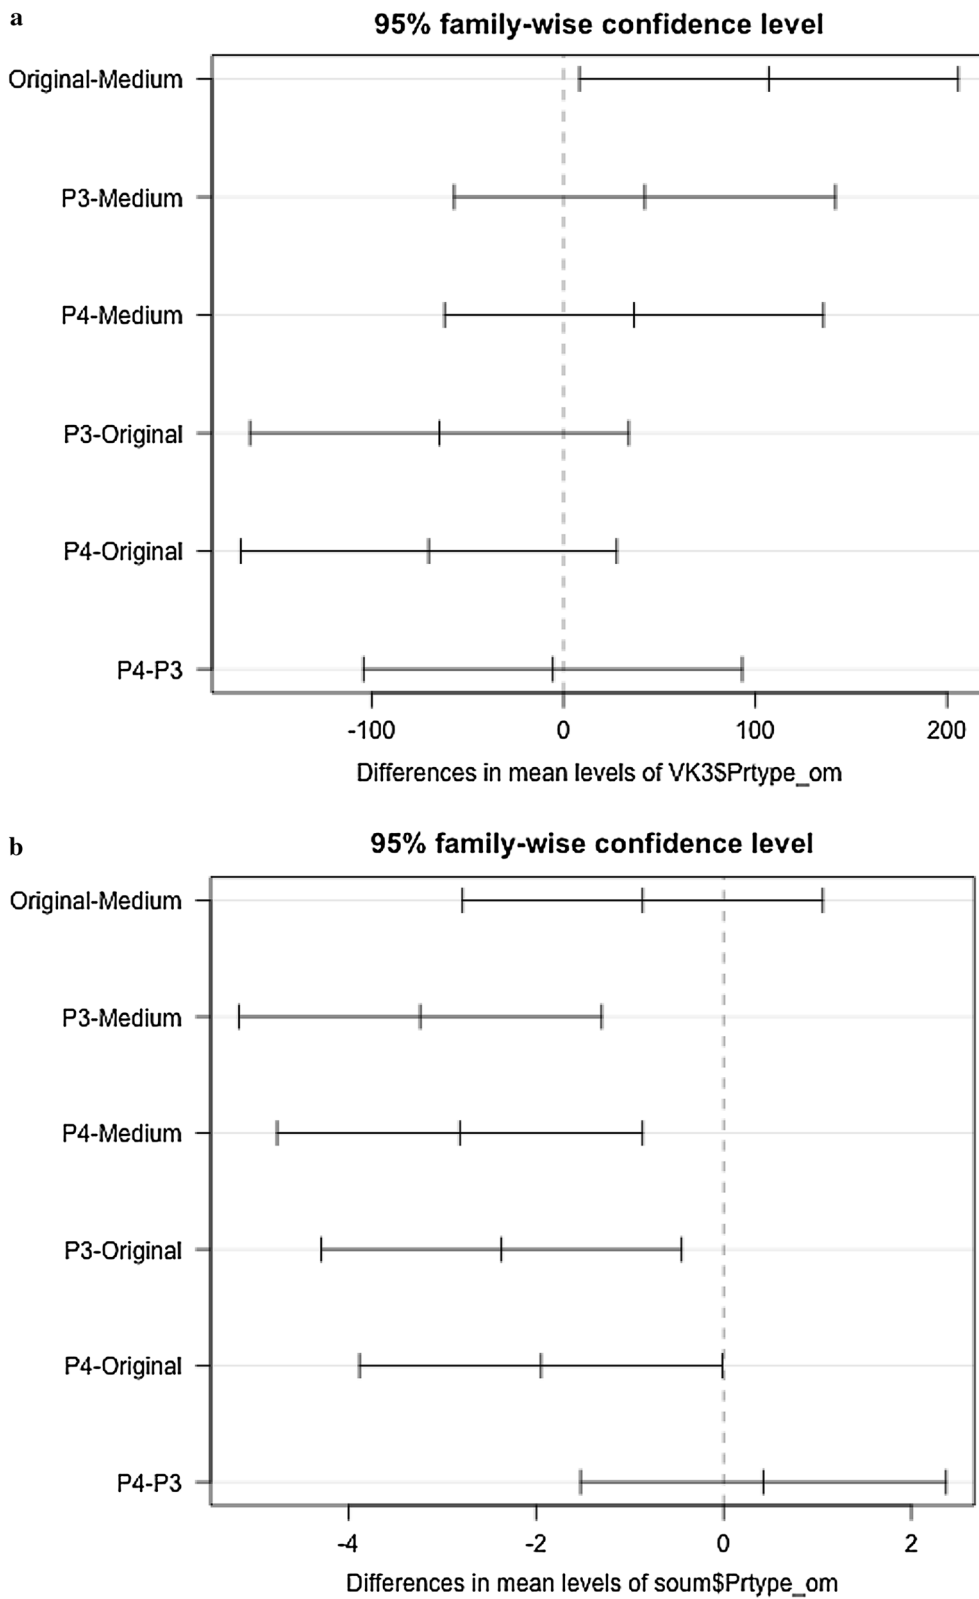 a
95% family-wise confidence level
Original-Medium
P3-Medium
P4-Medium
P3-Original
P4-Original
P4-P3
-100 0 100 200
Differences in mean levels of VK3$Prtype_om
b
95% family-wise confidence level
Original-Medium
P3-Medium
P4-Medium
P3-Original
P4-Original
P4-P3
-4 -2 0 2
Differences in mean levels of soum$Prtype_om